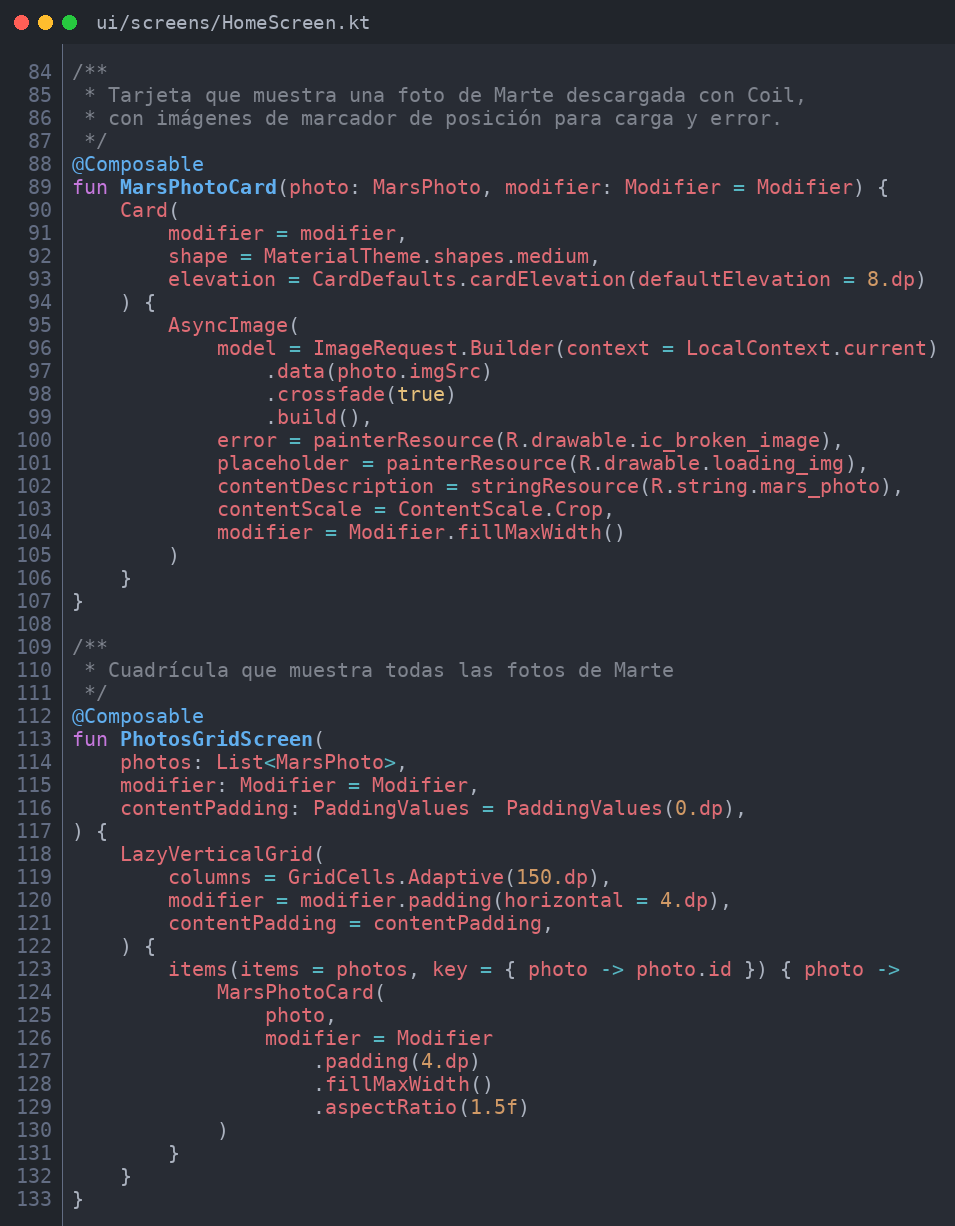 ui/screens/HomeScreen.kt
84 /**
85  * Tarjeta que muestra una foto de Marte descargada con Coil,
86  * con imágenes de marcador de posición para carga y error.
87  */
88 @Composable
89 fun MarsPhotoCard(photo: MarsPhoto, modifier: Modifier = Modifier) {
90     Card(
91         modifier = modifier,
92         shape = MaterialTheme.shapes.medium,
93         elevation = CardDefaults.cardElevation(defaultElevation = 8.dp)
94     ) {
95         AsyncImage(
96             model = ImageRequest.Builder(context = LocalContext.current)
97                 .data(photo.imgSrc)
98                 .crossfade(true)
99                 .build(),
100             error = painterResource(R.drawable.ic_broken_image),
101             placeholder = painterResource(R.drawable.loading_img),
102             contentDescription = stringResource(R.string.mars_photo),
103             contentScale = ContentScale.Crop,
104             modifier = Modifier.fillMaxWidth()
105         )
106     }
107 }
108
109 /**
110  * Cuadrícula que muestra todas las fotos de Marte
111  */
112 @Composable
113 fun PhotosGridScreen(
114     photos: List<MarsPhoto>,
115     modifier: Modifier = Modifier,
116     contentPadding: PaddingValues = PaddingValues(0.dp),
117 ) {
118     LazyVerticalGrid(
119         columns = GridCells.Adaptive(150.dp),
120         modifier = modifier.padding(horizontal = 4.dp),
121         contentPadding = contentPadding,
122     ) {
123         items(items = photos, key = { photo -> photo.id }) { photo ->
124             MarsPhotoCard(
125                 photo,
126                 modifier = Modifier
127                     .padding(4.dp)
128                     .fillMaxWidth()
129                     .aspectRatio(1.5f)
130             )
131         }
132     }
133 }